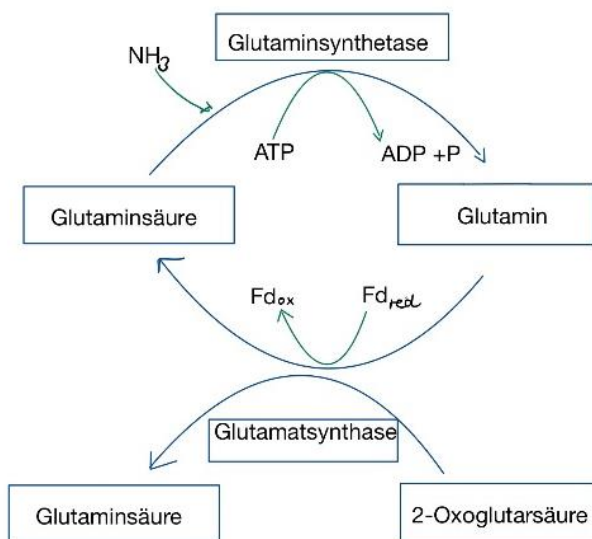 Glutaminsynthetase
NH3
ATP
ADP +P
Glutaminsäure
Glutamin
Fdox
Fdred
Glutamatsynthase
Glutaminsäure
2-Oxoglutarsäure